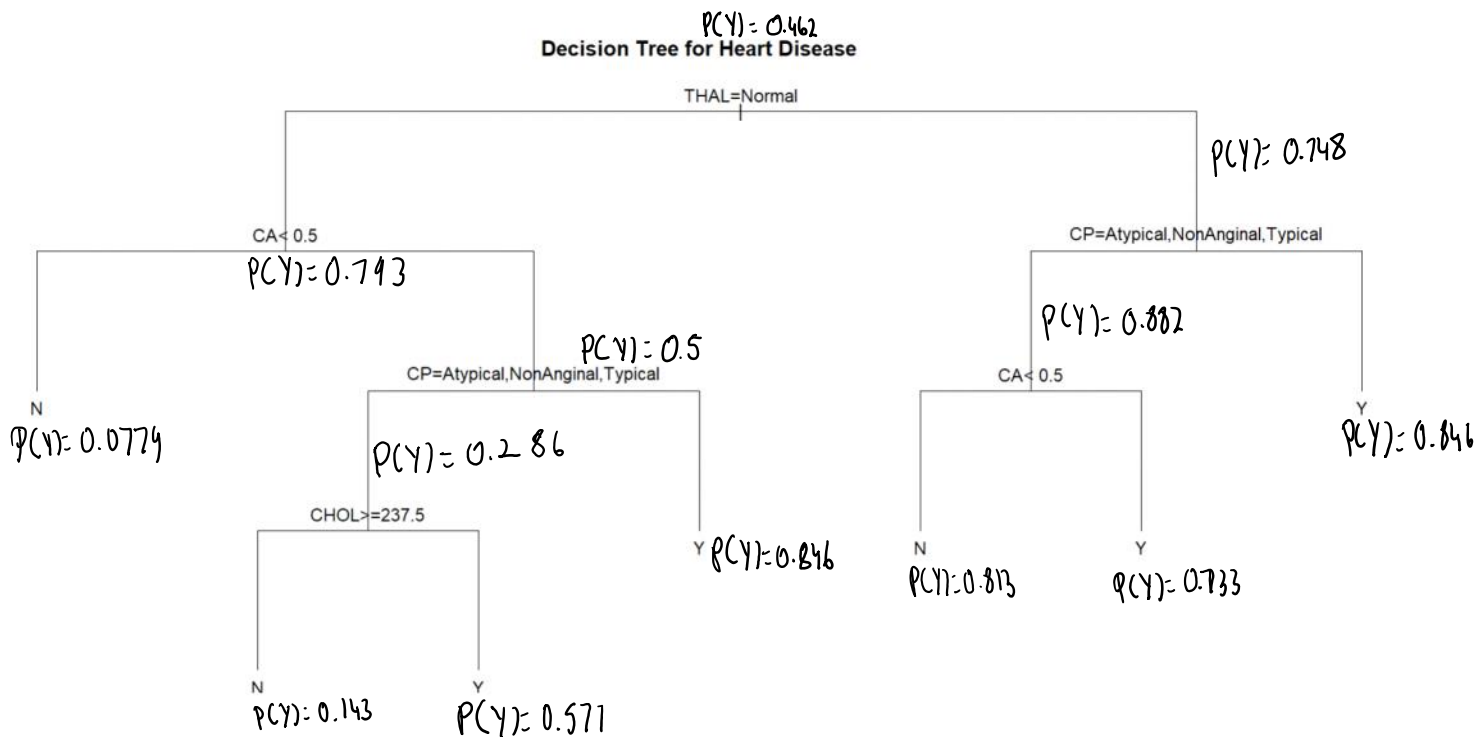 P(Y)= 0.462
Decision Tree for Heart Disease
THAL=Normal
P(Y)= 0.748
CA< 0.5
P(Y)= 0.793
CP=Atypical,NonAnginal,Typical
P(Y)= 0.882
P(Y)= 0.5
CP=Atypical,NonAnginal,Typical
CA< 0.5
N
P(Y)= 0.0779
Y
P(Y)= 0.846
P(Y)= 0.286
CHOL>=237.5
Y P(Y)=0.846
N
P(Y)=0.813
Y
P(Y)= 0.733
N
P(Y)= 0.143
Y
P(Y)= 0.571